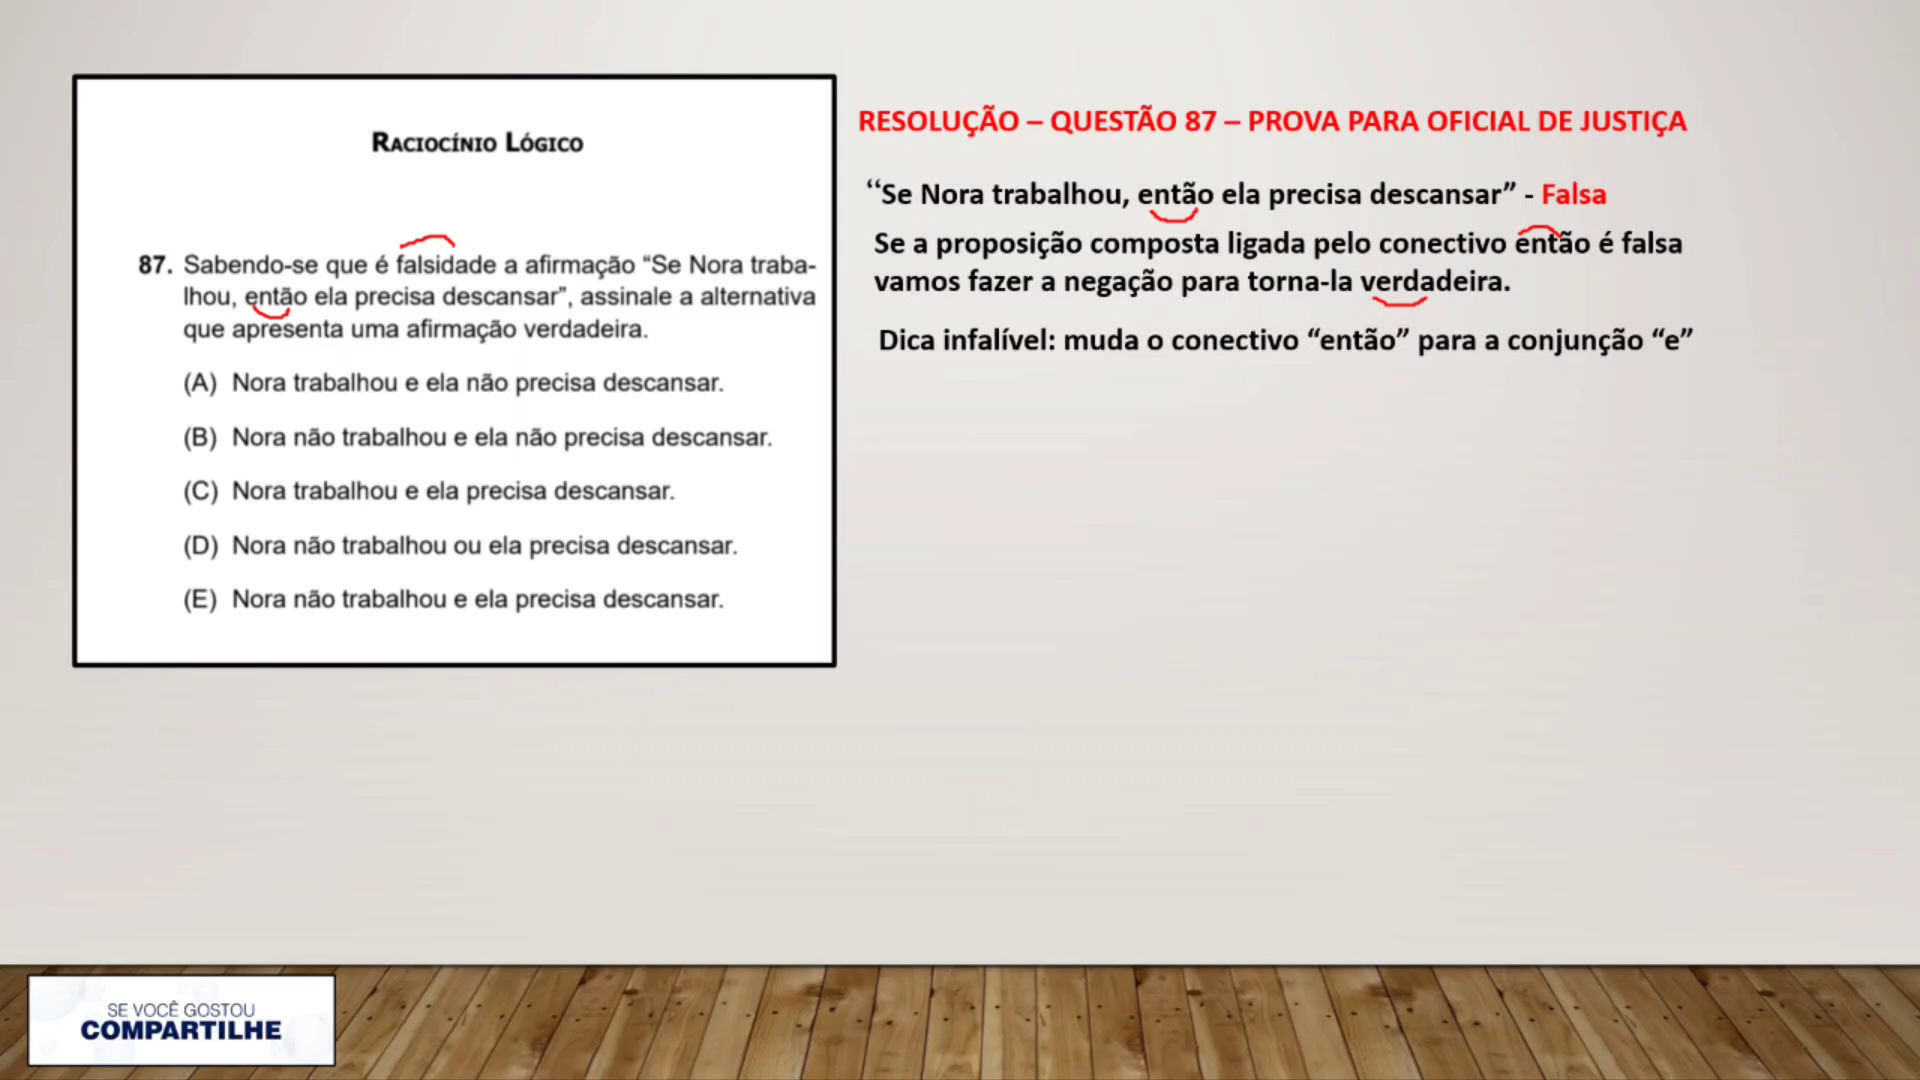 RACIOCÍNIO LÓGICO
87. Sabendo-se que é falsidade a afirmação “Se Nora traba-
lhou, então ela precisa descansar”, assinale a alternativa
que apresenta uma afirmação verdadeira.
(A) Nora trabalhou e ela não precisa descansar.
(B) Nora não trabalhou e ela não precisa descansar.
(C) Nora trabalhou e ela precisa descansar.
(D) Nora não trabalhou ou ela precisa descansar.
(E) Nora não trabalhou e ela precisa descansar.
RESOLUÇÃO – QUESTÃO 87 – PROVA PARA OFICIAL DE JUSTIÇA
“Se Nora trabalhou, então ela precisa descansar” - Falsa
Se a proposição composta ligada pelo conectivo então é falsa
vamos fazer a negação para torna-la verdadeira.
Dica infalível: muda o conectivo “então” para a conjunção “e”
SE VOCÊ GOSTOU
COMPARTILHE